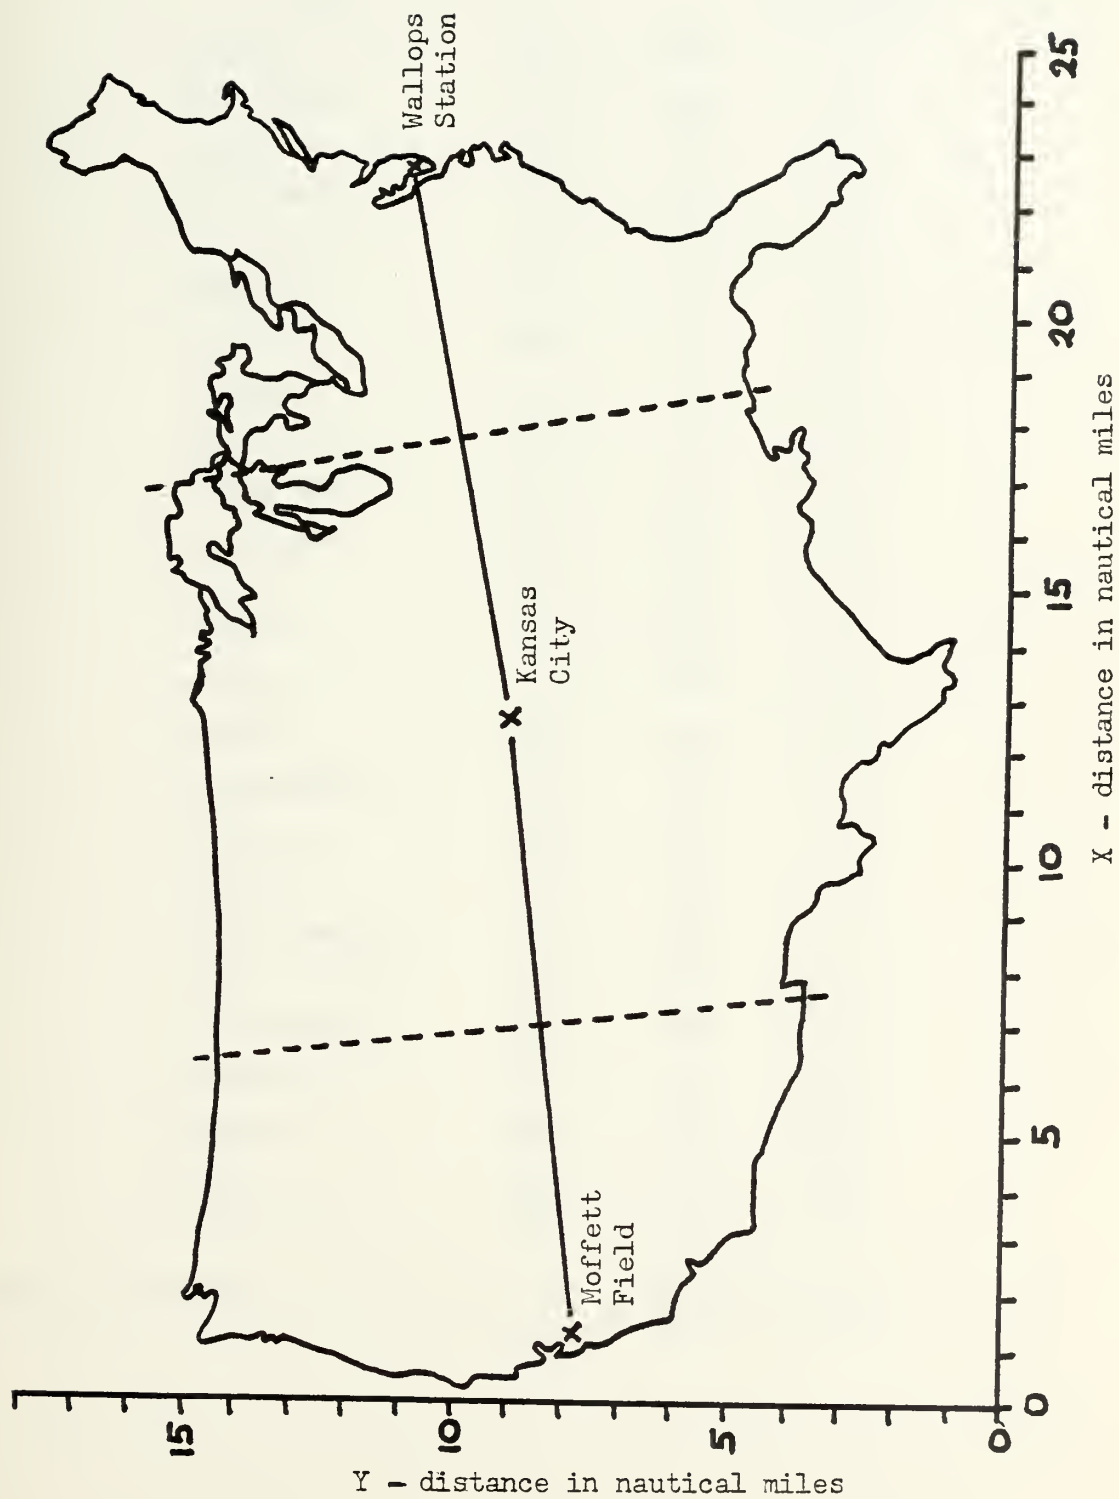 Wallops
Station
Kansas
City
Moffett
Field
Y - distance in nautical miles
15
10
5
0
0
5
10
15
20
25
X - distance in nautical miles